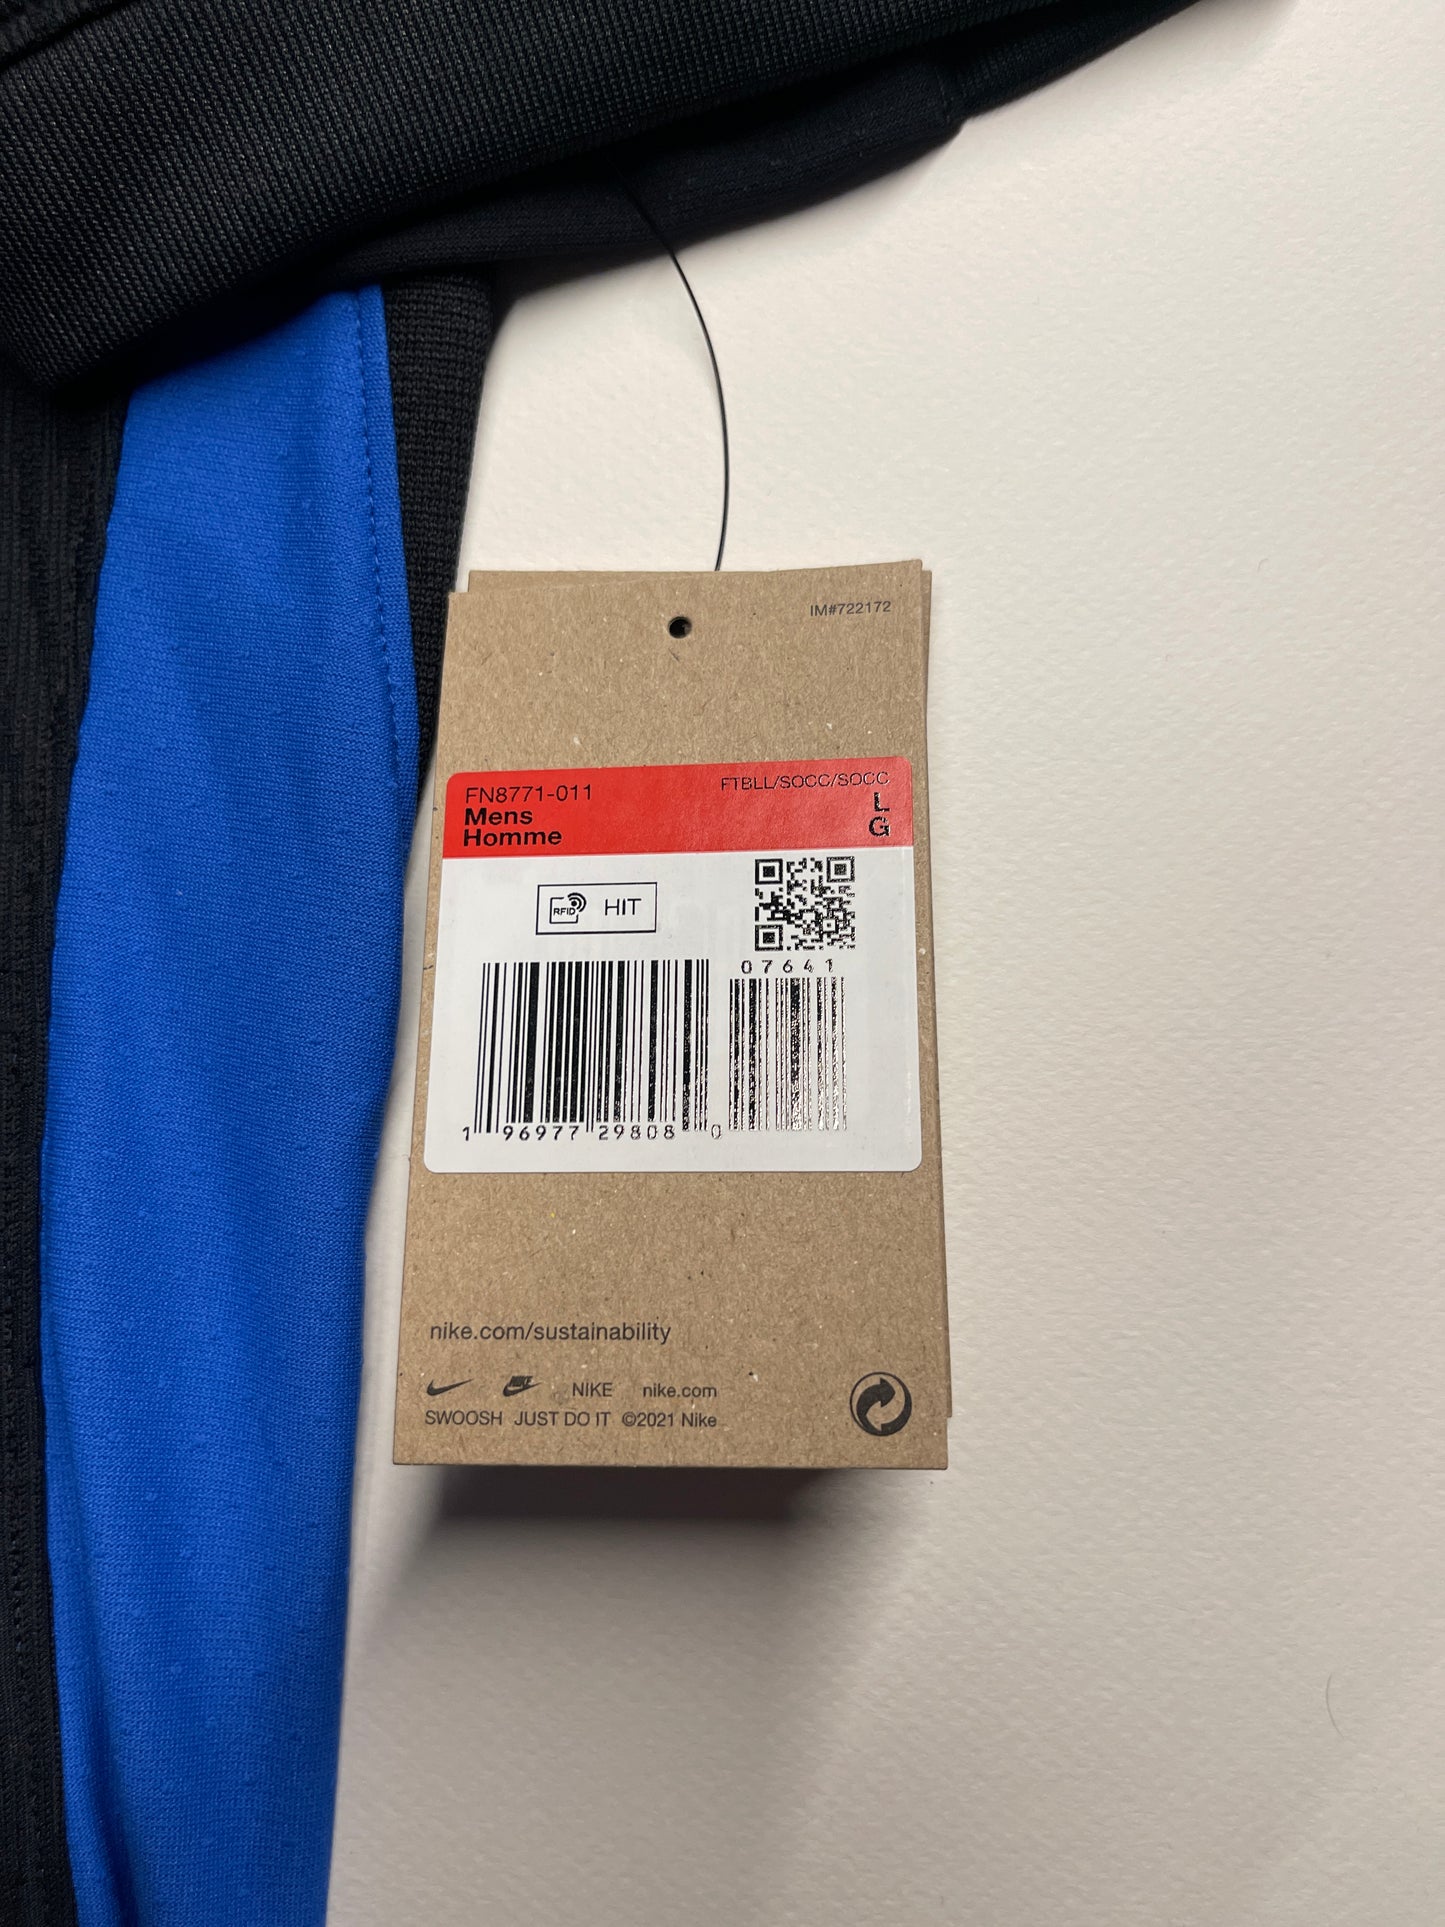 IM#722172
FN8771-011 FTBLL/SOCC/SOCC
Mens L
Homme G
RFID HIT
07641
1 96977 29808 0
nike.com/sustainability
NIKE nike.com
SWOOSH JUST DO IT ©2021 Nike